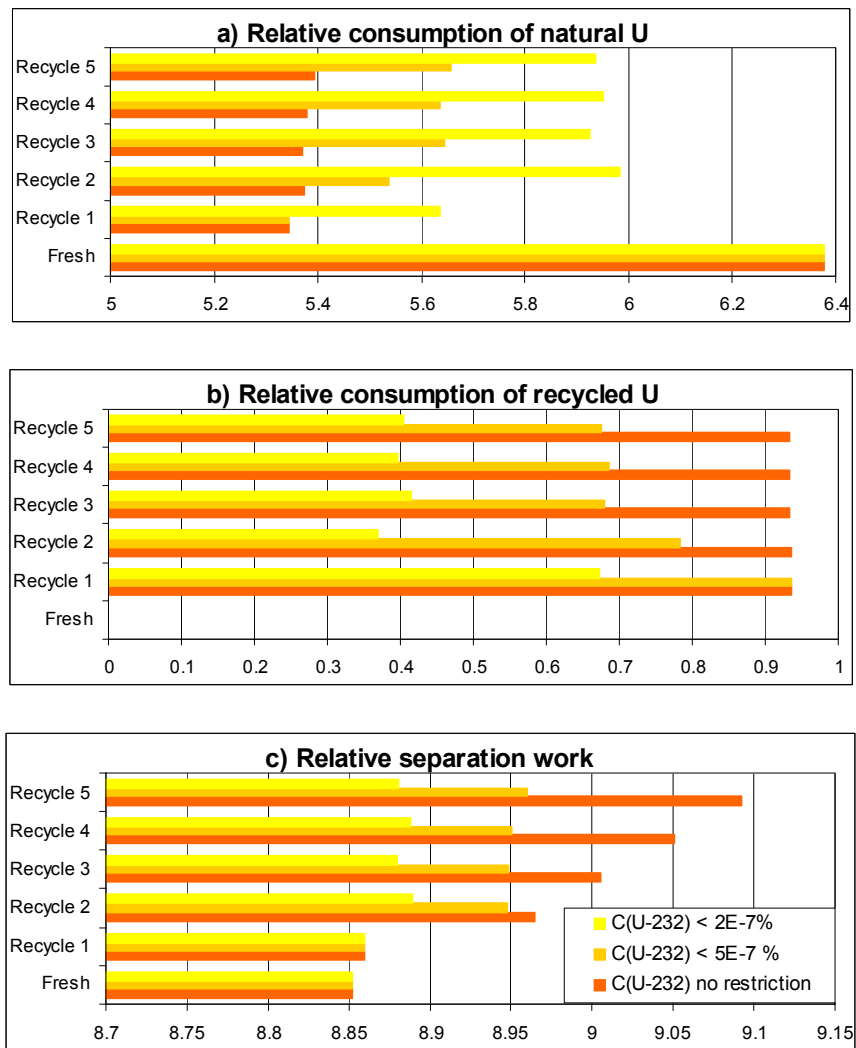 a) Relative consumption of natural U
Recycle 5
Recycle 4
Recycle 3
Recycle 2
Recycle 1
Fresh
5 5.2 5.4 5.6 5.8 6 6.2 6.4
b) Relative consumption of recycled U
Recycle 5
Recycle 4
Recycle 3
Recycle 2
Recycle 1
Fresh
0 0.1 0.2 0.3 0.4 0.5 0.6 0.7 0.8 0.9 1
c) Relative separation work
Recycle 5
Recycle 4
Recycle 3
Recycle 2
Recycle 1
Fresh
C(U-232) < 2E-7%
C(U-232) < 5E-7 %
C(U-232) no restriction
8.7 8.75 8.8 8.85 8.9 8.95 9 9.05 9.1 9.15